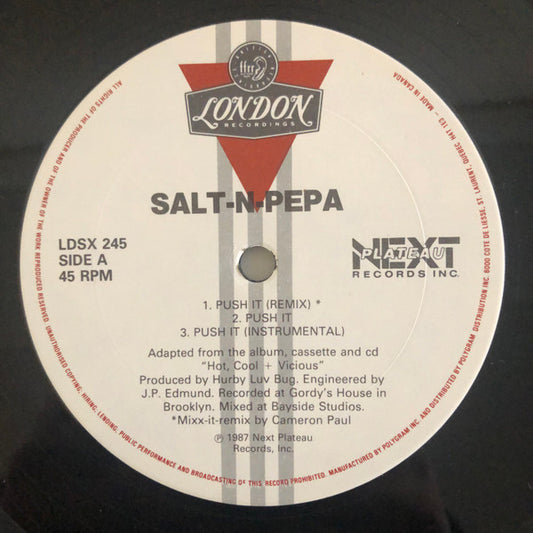 ffrr
LONDON
RECORDINGS
SALT-N-PEPA
LDSX 245
SIDE A
45 RPM
NEXT
PLATEAU
RECORDS INC.
1. PUSH IT (REMIX) *
2. PUSH IT
3. PUSH IT (INSTRUMENTAL)
Adapted from the album, cassette and cd
"Hot, Cool + Vicious"
Produced by Hurby Luv Bug. Engineered by
J.P. Edmund. Recorded at Gordy's House in
Brooklyn. Mixed at Bayside Studios.
*Mixx-it-remix by Cameron Paul
℗ 1987 Next Plateau
Records, Inc.
ALL RIGHTS OF THE PRODUCER AND OF THE OWNER OF THE WORK REPRODUCED RESERVED. UNAUTHORISED COPYING, HIRING, LENDING, PUBLIC PERFORMANCE AND BROADCASTING OF THIS RECORD PROHIBITED. MANUFACTURED BY POLYGRAM INC. AND DISTRIBUTED BY POLYGRAM DISTRIBUTION INC. 6000 COTE DE LIESSE, ST. LAURENT, QUEBEC H4T 1E3 – MADE IN CANADA